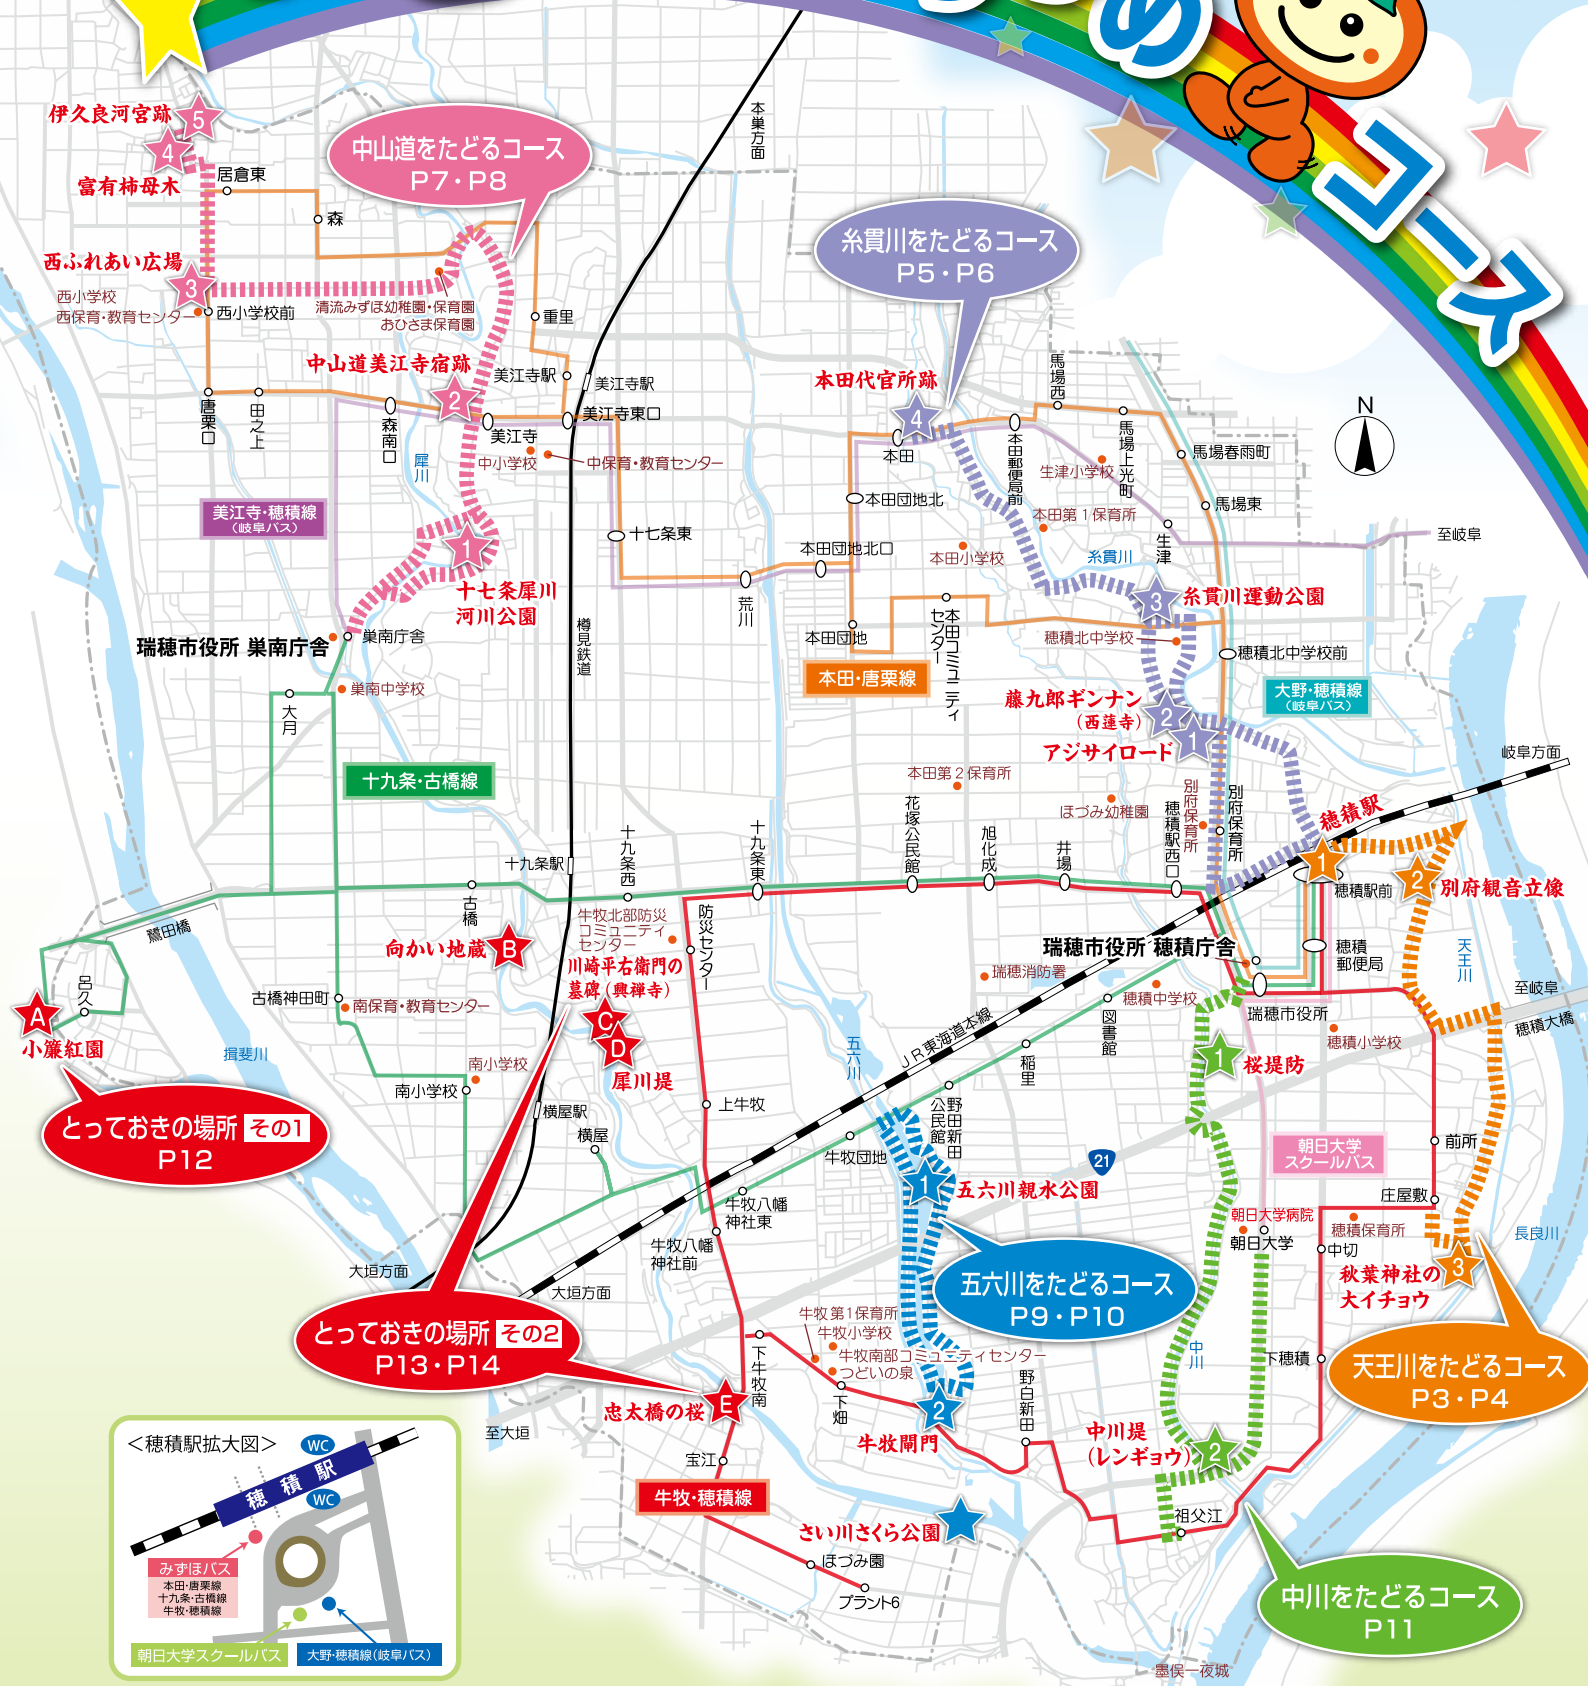 め
コース
伊久良河宮跡
5
4
富有柿母木
居倉東
森
中山道をたどるコース
P7・P8
本巣方面
糸貫川をたどるコース
P5・P6
西ふれあい広場
3
西小学校
西保育・教育センター
西小学校前
清流みずほ幼稚園・保育園
おひさま保育園
重里
中山道美江寺宿跡
2
美江寺駅
美江寺駅
美江寺東口
美江寺
中小学校
中保育・教育センター
唐栗口
田之上
森南口
犀川
美江寺・穂積線
(岐阜バス)
1
十七条犀川
河川公園
十七条東
瑞穂市役所 巣南庁舎
巣南庁舎
巣南中学校
大月
樽見鉄道
荒川
本田代官所跡
4
本田
本田郵便局前
馬場西
馬場上光町
馬場春雨町
馬場東
生津小学校
生津
至岐阜
N
本田団地北
本田団地北口
本田第1保育所
本田小学校
糸貫川
3
糸貫川運動公園
本田団地
本田コミュニティセンター
穂積北中学校
穂積北中学校前
本田・唐栗線
大野・穂積線
(岐阜バス)
藤九郎ギンナン
(西蓮寺)
2
1
アジサイロード
十九条・古橋線
本田第2保育所
ほづみ幼稚園
別府保育所
別府保育所
穂積駅西口
岐阜方面
穂積駅
1
穂積駅前
2
別府観音立像
十九条駅
十九条西
十九条東
花塚公民館
旭化成
井場
古橋
鷺田橋
呂久
A
小簾紅園
向かい地蔵
B
牛牧北部防災
コミュニティ
センター
防災センター
川崎平右衛門の
墓碑(興禅寺)
C
D
犀川堤
古橋神田町
南保育・教育センター
揖斐川
南小学校
南小学校
瑞穂市役所 穂積庁舎
穂積
郵便局
天王川
至岐阜
穂積大橋
瑞穂消防署
穂積中学校
瑞穂市役所
穂積小学校
図書館
稲里
JR東海道本線
五六川
1
桜堤防
とっておきの場所 その1
P12
横屋駅
横屋
上牛牧
牛牧団地
野田新田
公民館
21
朝日大学
スクールバス
前所
庄屋敷
1
五六川親水公園
牛牧八幡
神社東
牛牧八幡
神社前
大垣方面
大垣方面
朝日大学病院
朝日大学
中切
穂積保育所
長良川
3
秋葉神社の
大イチョウ
五六川をたどるコース
P9・P10
とっておきの場所 その2
P13・P14
牛牧第1保育所
牛牧小学校
牛牧南部コミュニティセンター
つどいの泉
下牛牧南
下畑
野白新田
中川
下穂積
天王川をたどるコース
P3・P4
E
忠太橋の桜
2
牛牧閘門
中川堤
(レンギョウ)
2
至大垣
宝江
牛牧・穂積線
さい川さくら公園
祖父江
ほづみ園
プラント6
中川をたどるコース
P11
墨俣一夜城
<穂積駅拡大図>
WC
穂積駅
WC
みずほバス
本田・唐栗線
十九条・古橋線
牛牧・穂積線
朝日大学スクールバス
大野・穂積線(岐阜バス)